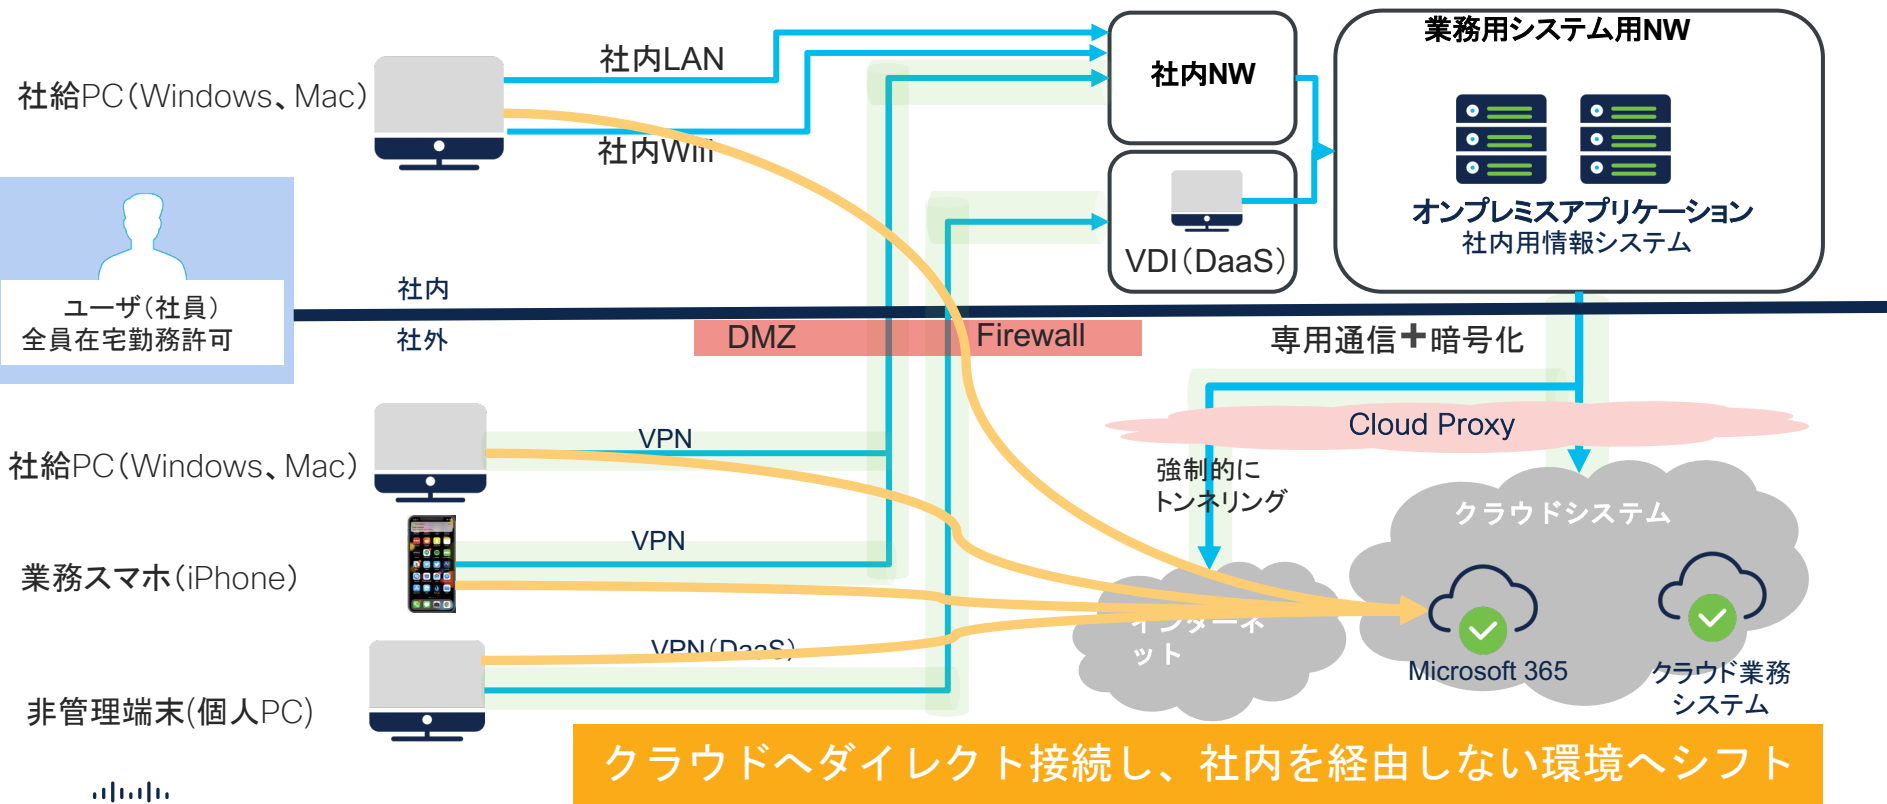 業務用システム用NW
社内LAN
社内NW
社給PC(Windows、Mac)
社内Wifi
オンプレミスアプリケーション
社内用情報システム
VDI(DaaS)
社内
ユーザ(社員)
全員在宅勤務許可
社外
DMZ
Firewall
専用通信+暗号化
Cloud Proxy
VPN
社給PC(Windows、Mac)
強制的に
トンネリング
クラウドシステム
VPN
業務スマホ(iPhone)
インターネ
ット
VPN(DaaS)
Microsoft 365
クラウド業務
システム
非管理端末(個人PC)
クラウドへダイレクト接続し、社内を経由しない環境へシフト